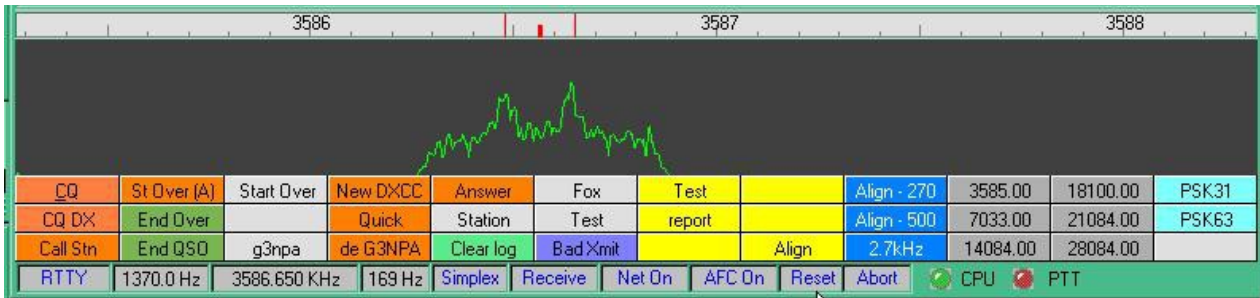 3586 3587 3588
CQ St Over (A) Start Over New DXCC Answer Fox Test Align - 270 3585.00 18100.00 PSK31
CQ DX End Over Quick Station Test report Align - 500 7033.00 21084.00 PSK63
Call Stn End QSO g3npa de G3NPA Clear log Bad Xmit Align 2.7kHz 14084.00 28084.00
RTTY 1370.0 Hz 3586.650 KHz 169 Hz Simplex Receive Net On AFC On Reset Abort CPU PTT